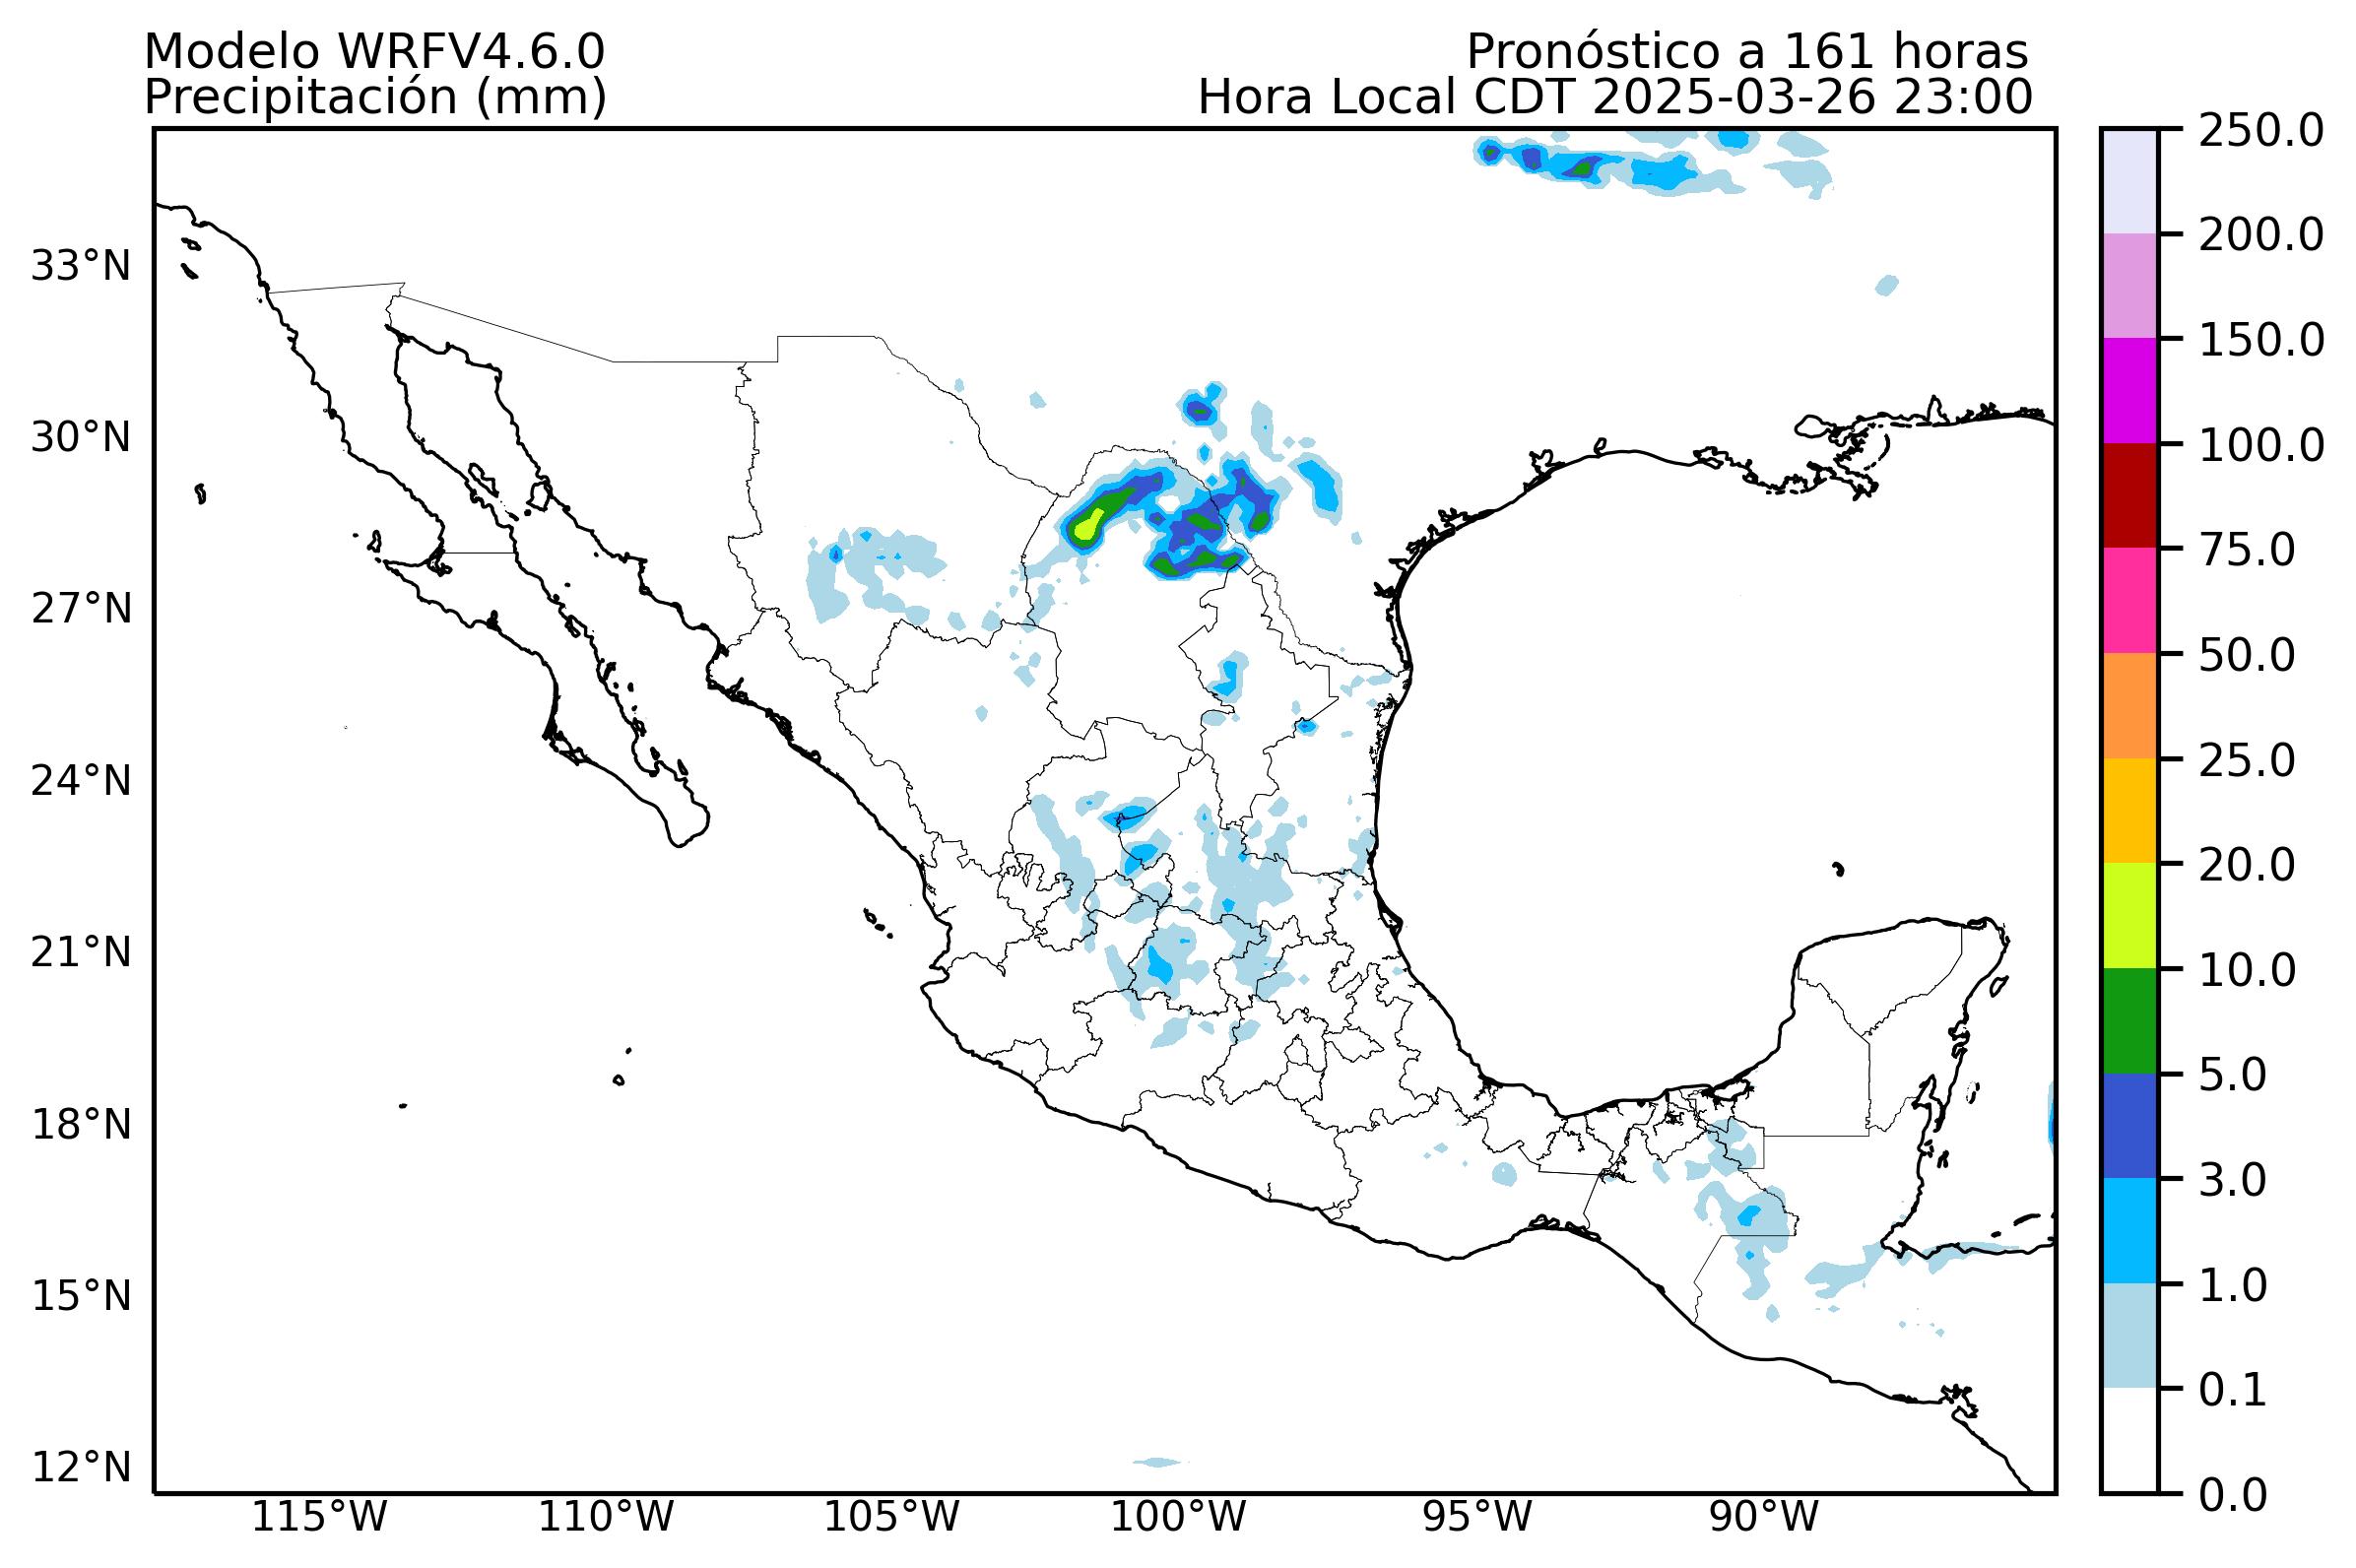 Modelo WRFV4.6.0
Precipitación (mm)
Pronóstico a 161 horas
Hora Local CDT 2025-03-26 23:00
33°N
30°N
27°N
24°N
21°N
18°N
15°N
12°N
115°W
110°W
105°W
100°W
95°W
90°W
250.0
200.0
150.0
100.0
75.0
50.0
25.0
20.0
10.0
5.0
3.0
1.0
0.1
0.0